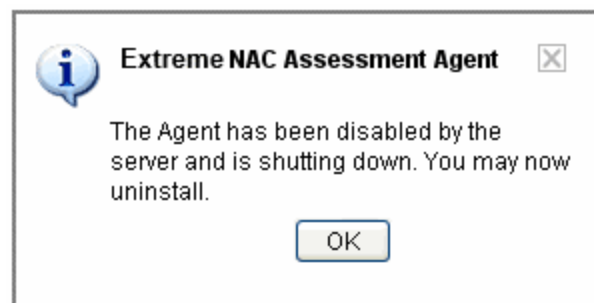 Extreme NAC Assessment Agent
The Agent has been disabled by the
server and is shutting down. You may now
uninstall.
OK